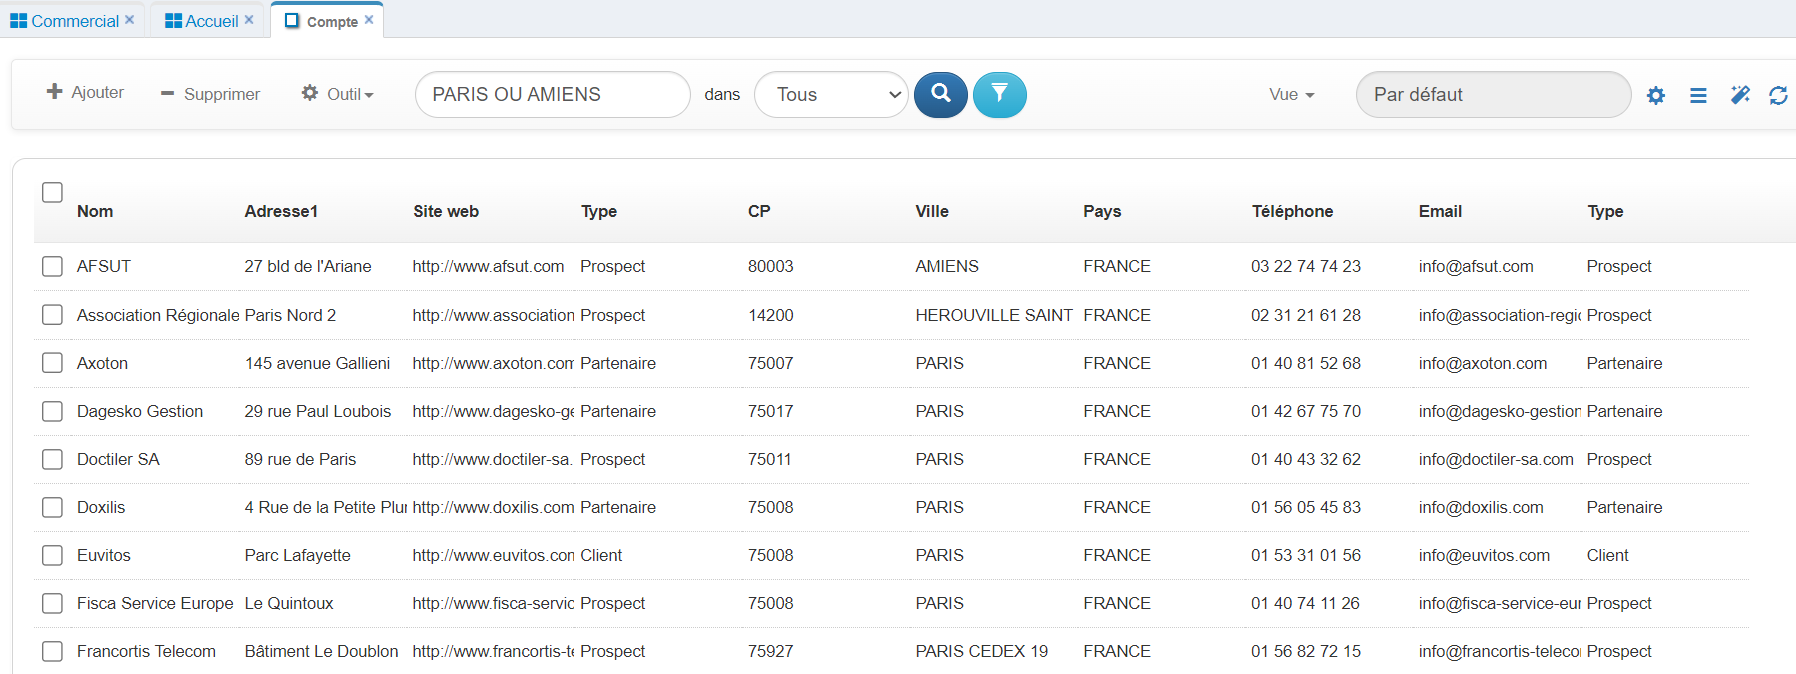 Commercial × Accueil × Compte ×
Ajouter Supprimer Outil PARIS OU AMIENS dans Tous Vue Par défaut
Nom Adresse1 Site web Type CP Ville Pays Téléphone Email Type
AFSUT 27 bld de l'Ariane http://www.afsut.com Prospect 80003 AMIENS FRANCE 03 22 74 74 23 info@afsut.com Prospect
Association Régionale Paris Nord 2 http://www.association Prospect 14200 HEROUVILLE SAINT FRANCE 02 31 21 61 28 info@association-regi Prospect
Axoton 145 avenue Gallieni http://www.axoton.com Partenaire 75007 PARIS FRANCE 01 40 81 52 68 info@axoton.com Partenaire
Dagesko Gestion 29 rue Paul Loubois http://www.dagesko-ge Partenaire 75017 PARIS FRANCE 01 42 67 75 70 info@dagesko-gestion Partenaire
Doctiler SA 89 rue de Paris http://www.doctiler-sa. Prospect 75011 PARIS FRANCE 01 40 43 32 62 info@doctiler-sa.com Prospect
Doxilis 4 Rue de la Petite Plu http://www.doxilis.com Partenaire 75008 PARIS FRANCE 01 56 05 45 83 info@doxilis.com Partenaire
Euvitos Parc Lafayette http://www.euvitos.com Client 75008 PARIS FRANCE 01 53 31 01 56 info@euvitos.com Client
Fisca Service Europe Le Quintoux http://www.fisca-servic Prospect 75008 PARIS FRANCE 01 40 74 11 26 info@fisca-service-eur Prospect
Francortis Telecom Bâtiment Le Doublon http://www.francortis-te Prospect 75927 PARIS CEDEX 19 FRANCE 01 56 82 72 15 info@francortis-teleco Prospect